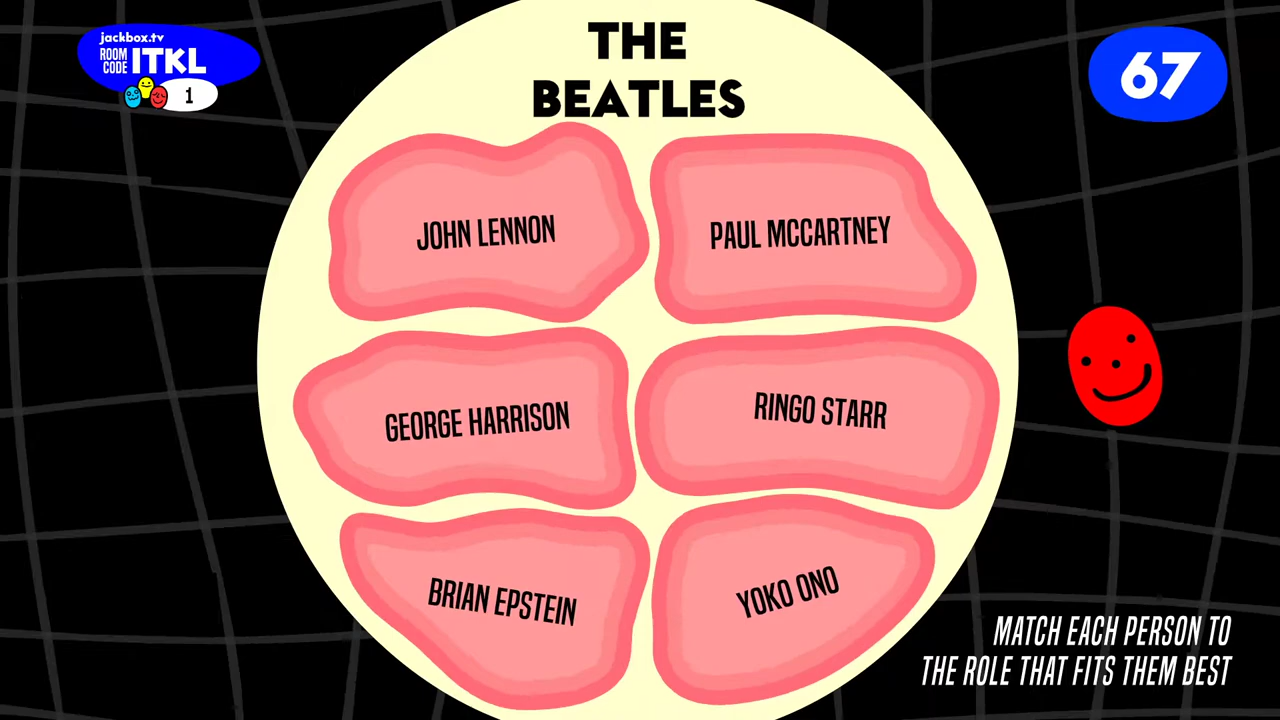 jackbox.tv
ROOM CODE ITKL
1
67
THE
BEATLES
JOHN LENNON
PAUL MCCARTNEY
GEORGE HARRISON
RINGO STARR
BRIAN EPSTEIN
YOKO ONO
MATCH EACH PERSON TO
THE ROLE THAT FITS THEM BEST